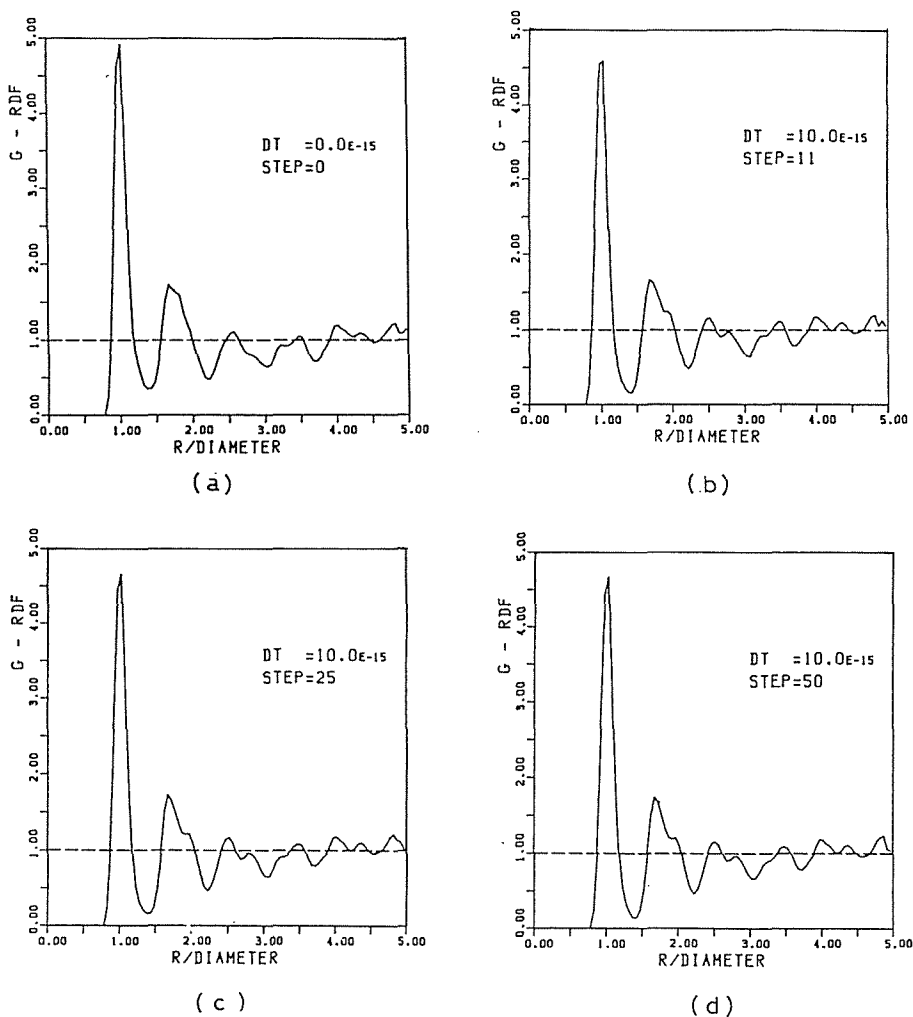 5.00
4.00
3.00
2.00
1.00
0.00
G - RDF
DT =0.0E-15
STEP=0
0.00 1.00 2.00 3.00 4.00 5.00
R/DIAMETER
(a)
5.00
4.00
3.00
2.00
1.00
0.00
G - RDF
DT =10.0E-15
STEP=11
0.00 1.00 2.00 3.00 4.00 5.00
R/DIAMETER
(b)
5.00
4.00
3.00
2.00
1.00
0.00
G - RDF
DT =10.0E-15
STEP=25
0.00 1.00 2.00 3.00 4.00 5.00
R/DIAMETER
(c)
5.00
4.00
3.00
2.00
1.00
0.00
G - RDF
DT =10.0E-15
STEP=50
0.00 1.00 2.00 3.00 4.00 5.00
R/DIAMETER
(d)